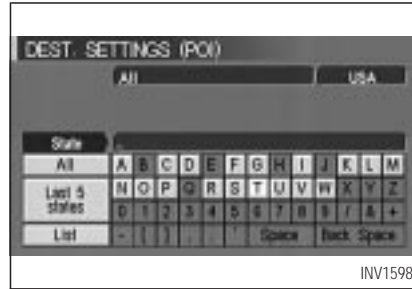 DEST. SETTINGS (POI)
All USA
State
All A B C D E F G H I J K L M
Last 5 states N O P Q R S T U V W X Y Z
0 1 2 3 4 5 6 7 8 9 / & +
List - ( ) . , ' Space Back Space
INV1598